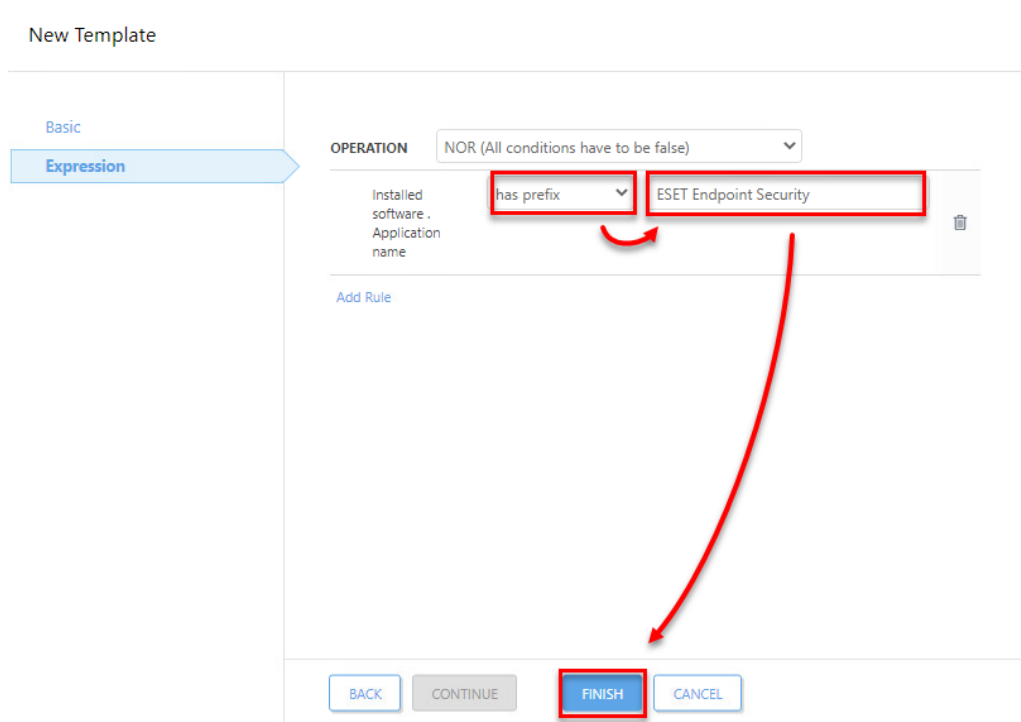 New Template
Basic
Expression
OPERATION
NOR (All conditions have to be false)
Installed
software .
Application
name
has prefix
ESET Endpoint Security
Add Rule
BACK
CONTINUE
FINISH
CANCEL